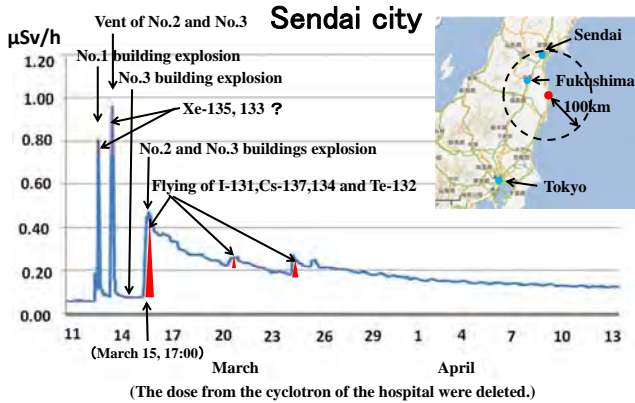 Sendai city
μSv/h
Vent of No.2 and No.3
No.1 building explosion
No.3 building explosion
Xe-135, 133 ？
No.2 and No.3 buildings explosion
Flying of I-131,Cs-137,134 and Te-132
Sendai
Fukushima
100km
Tokyo
1.20
1.00
0.80
0.60
0.40
0.20
0.00
11 14 17 20 23 26 29 1 4 7 10 13
（March 15, 17:00）
March April
(The dose from the cyclotron of the hospital were deleted.)